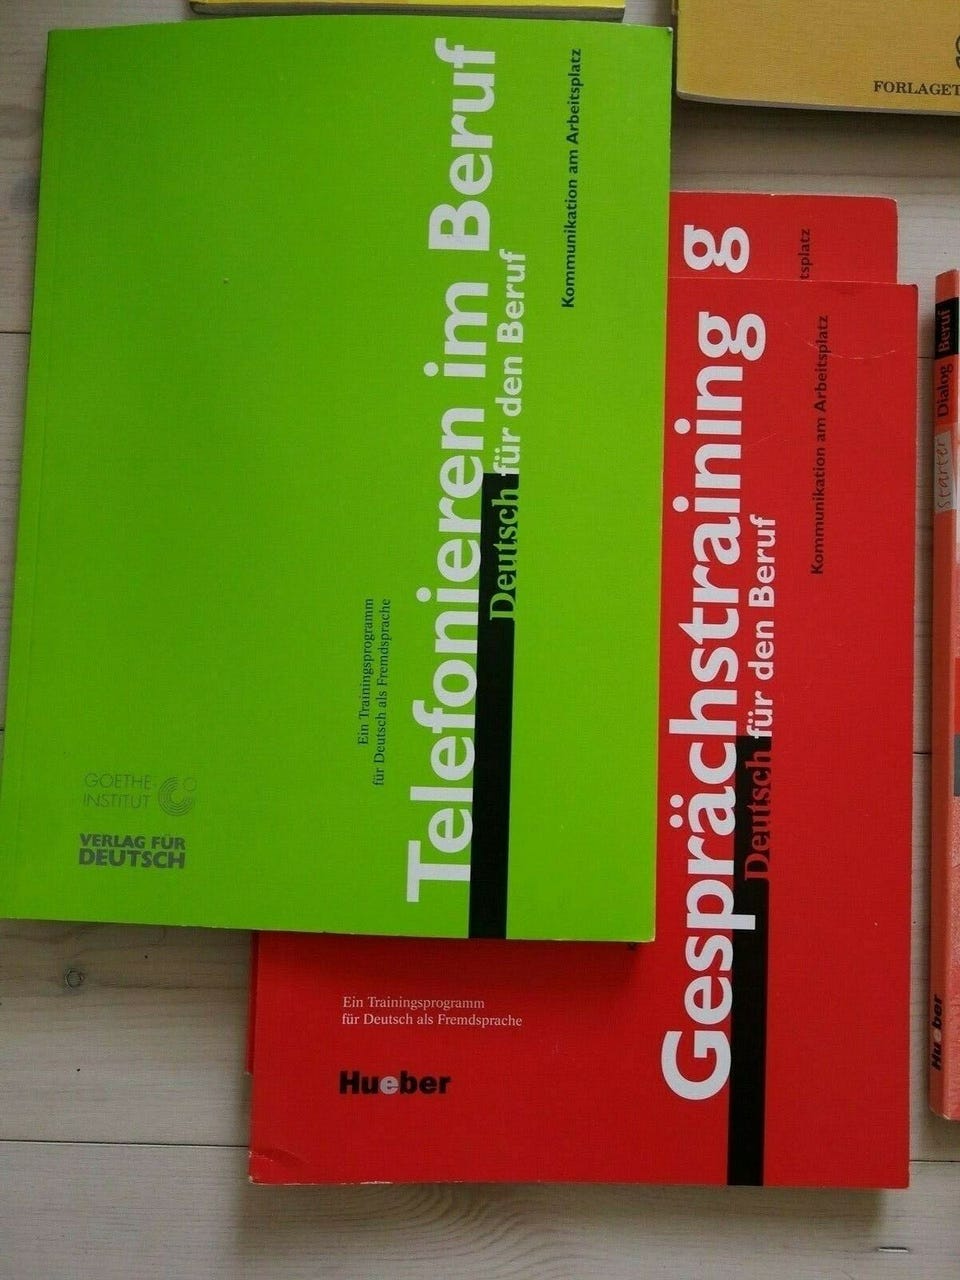 FORLAGET
Telefonieren im Beruf
Deutsch für den Beruf
Kommunikation am Arbeitsplatz
Ein Trainingsprogramm
für Deutsch als Fremdsprache
GOETHE-
INSTITUT
VERLAG FÜR
DEUTSCH
g
tsplatz
Gesprächstraining
Deutsch für den Beruf
Kommunikation am Arbeitsplatz
Ein Trainingsprogramm
für Deutsch als Fremdsprache
Hueber
Starter Dialog Beruf
Hueber